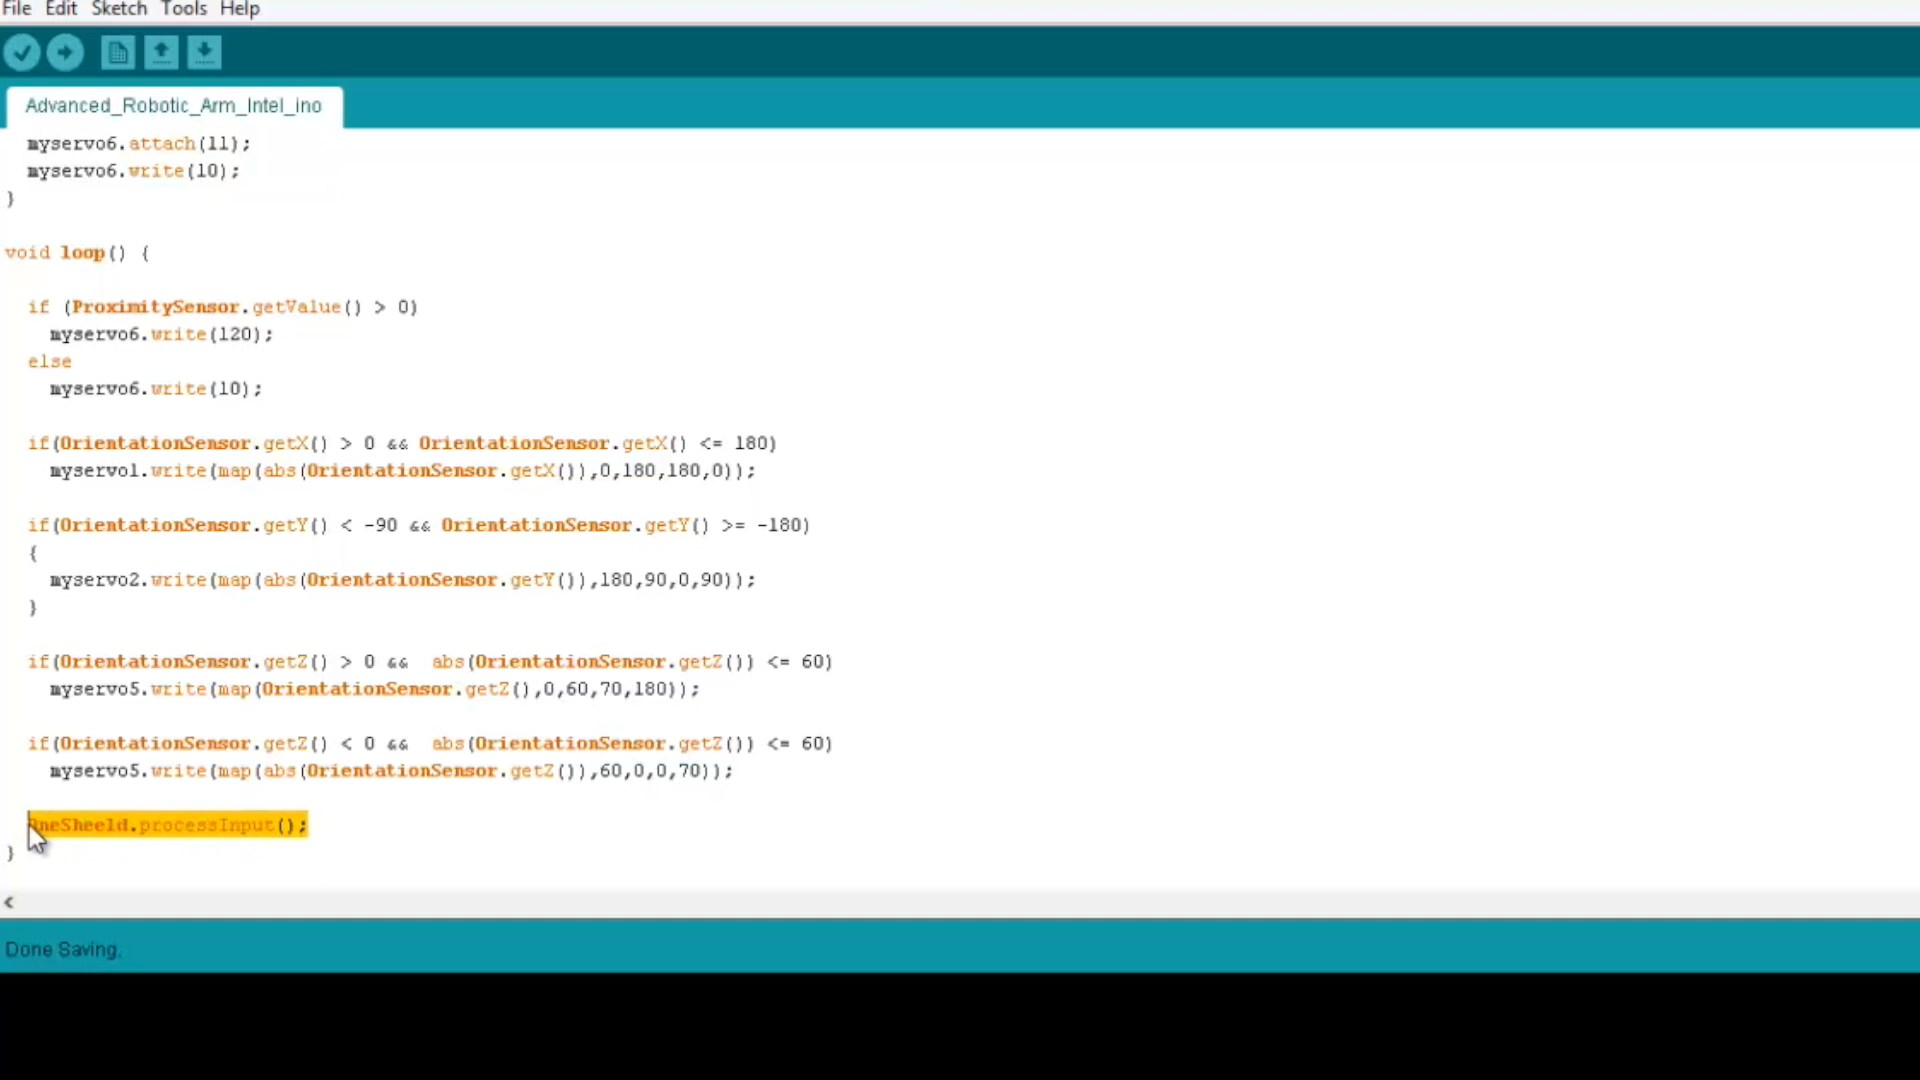 File Edit Sketch Tools Help
Advanced_Robotic_Arm_Intel_ino
myservo6.attach(11);
myservo6.write(10);
}
void loop() {
if (ProximitySensor.getValue() > 0)
myservo6.write(120);
else
myservo6.write(10);
if(OrientationSensor.getX() > 0 && OrientationSensor.getX() <= 180)
myservo1.write(map(abs(OrientationSensor.getX()),0,180,180,0));
if(OrientationSensor.getY() < -90 && OrientationSensor.getY() >= -180)
{
myservo2.write(map(abs(OrientationSensor.getY()),180,90,0,90));
}
if(OrientationSensor.getZ() > 0 &&  abs(OrientationSensor.getZ()) <= 60)
myservo5.write(map(OrientationSensor.getZ(),0,60,70,180));
if(OrientationSensor.getZ() < 0 &&  abs(OrientationSensor.getZ()) <= 60)
myservo5.write(map(abs(OrientationSensor.getZ()),60,0,0,70));
OneSheeld.processInput();
}
Done Saving.